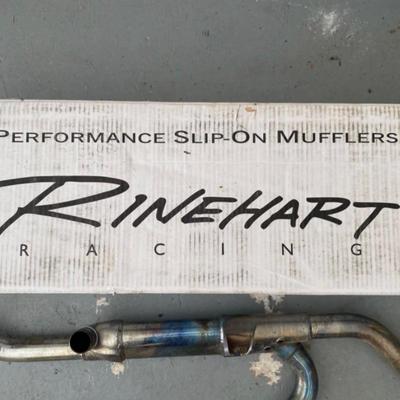 PERFORMANCE SLIP-ON MUFFLERS
RINEHART
RACING